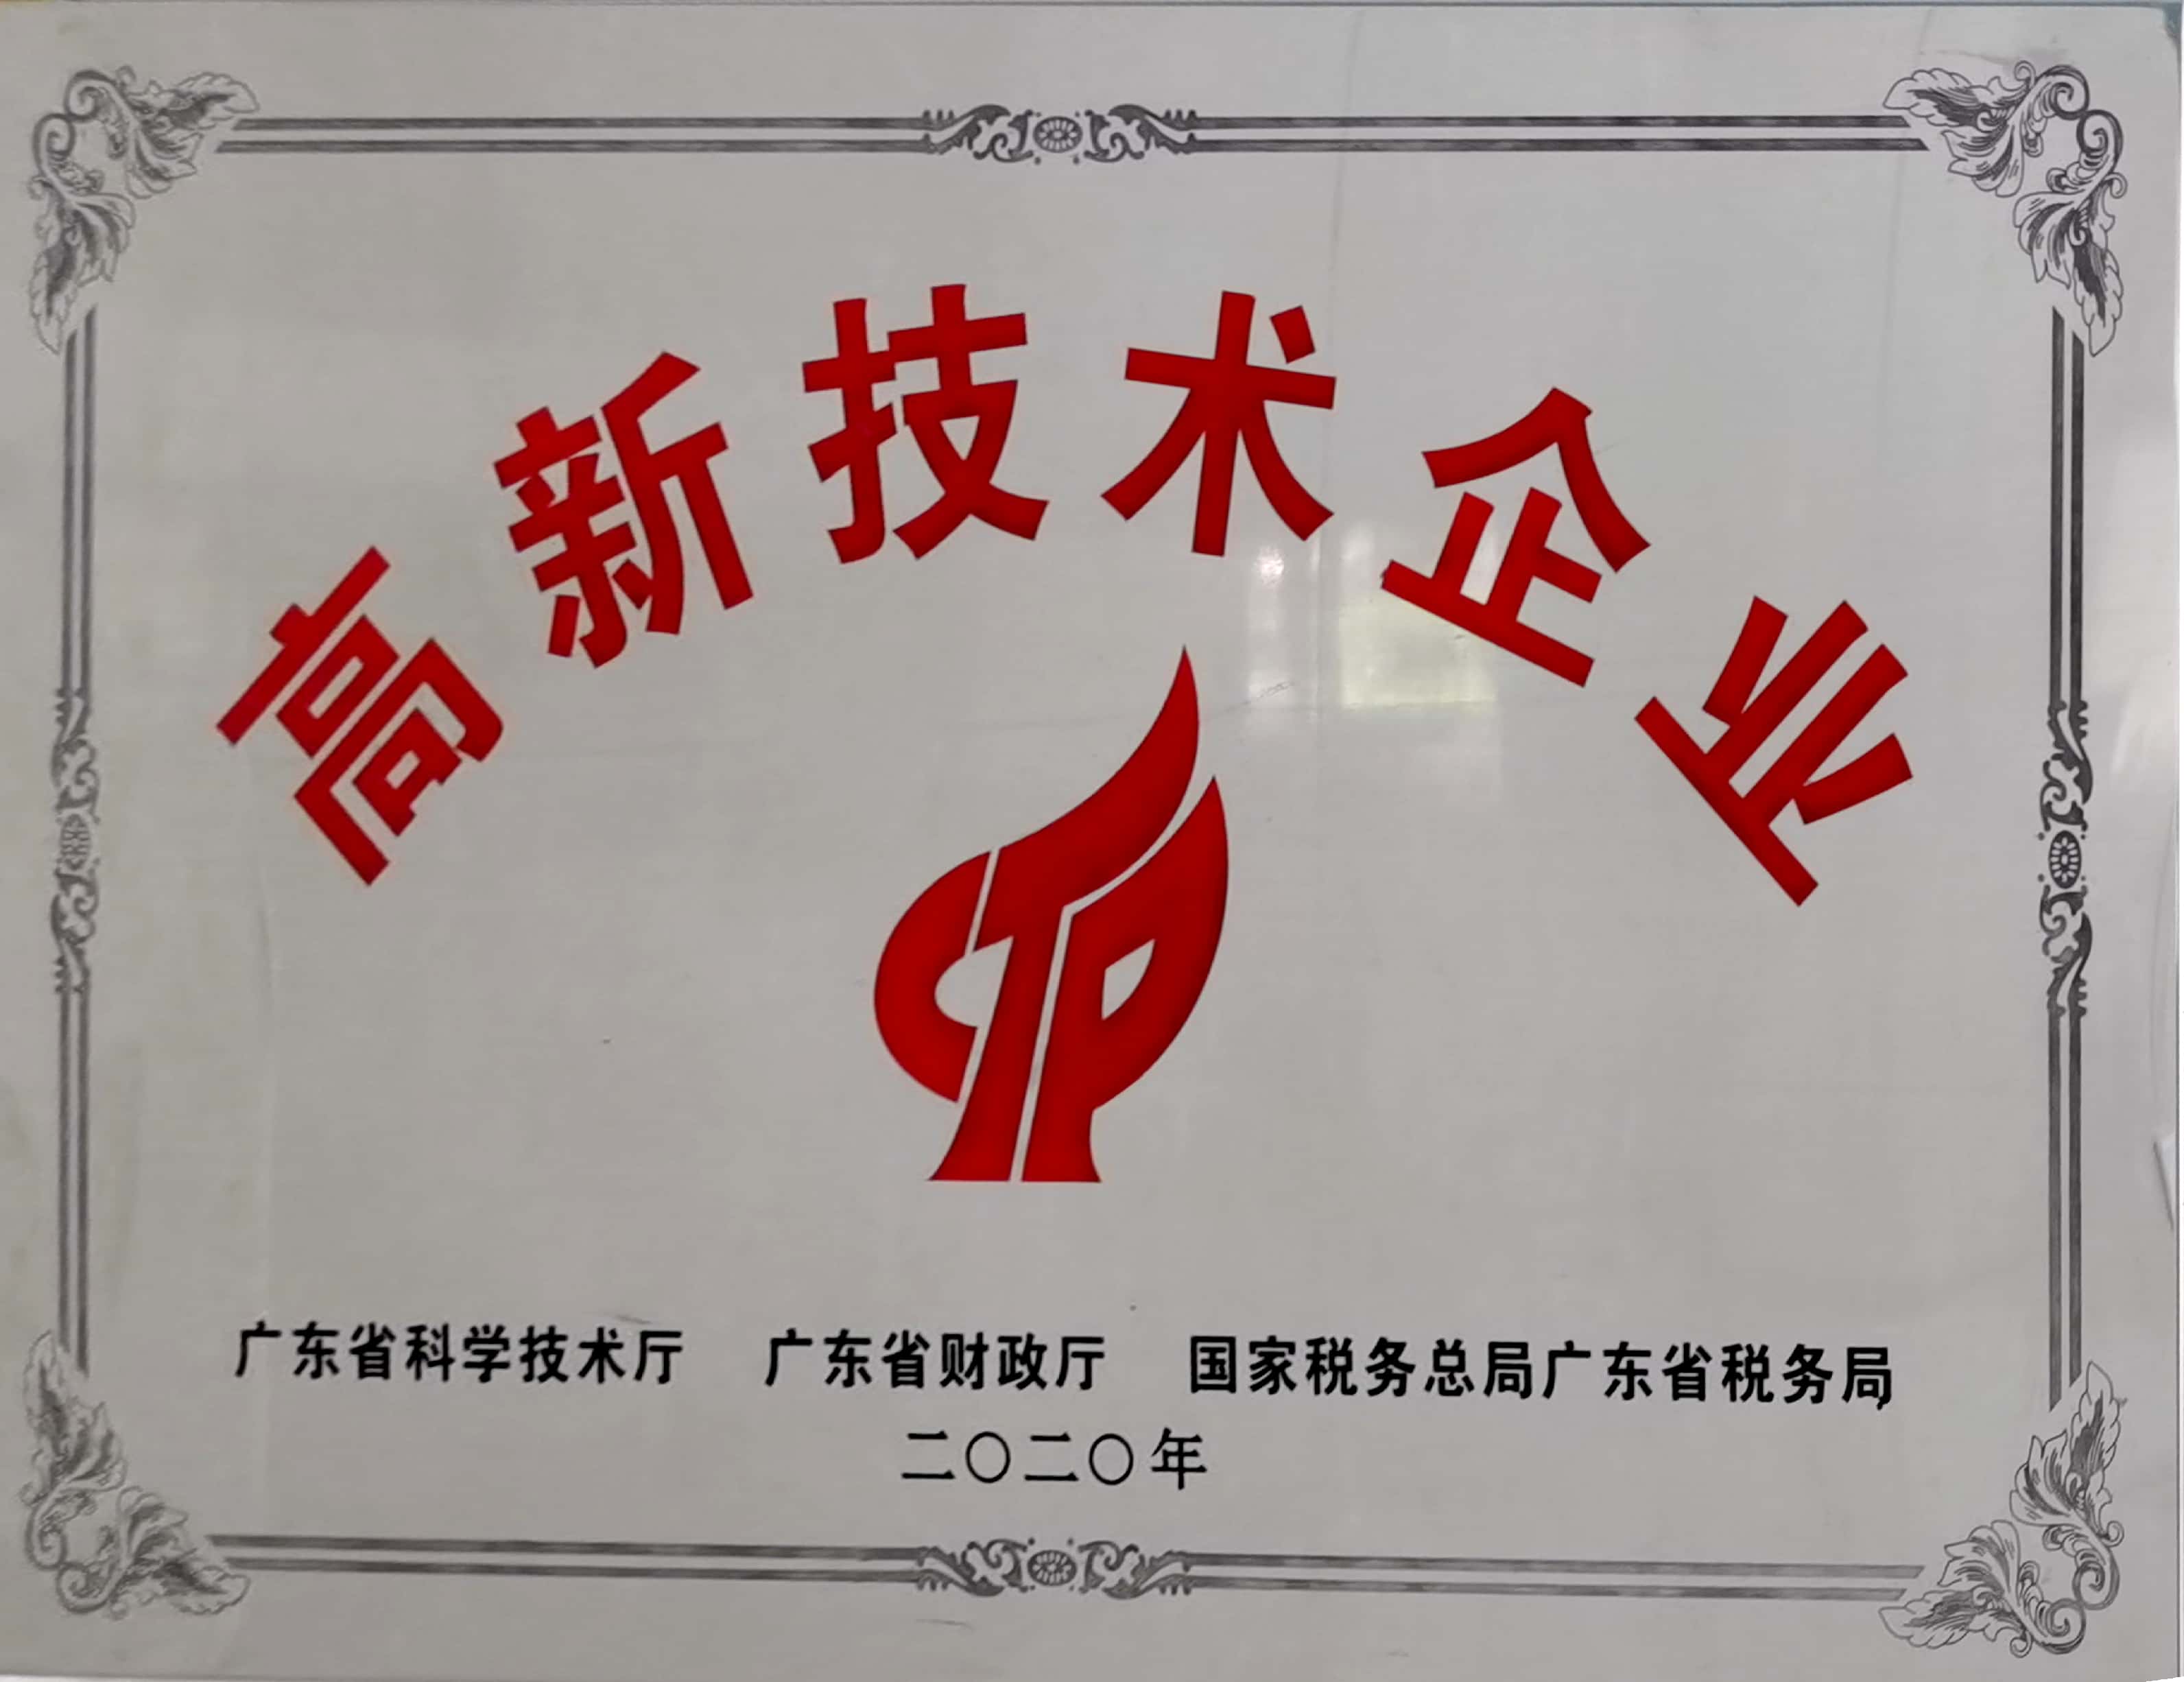 高新技术企业
广东省科学技术厅 广东省财政厅 国家税务总局广东省税务局
二〇二〇年